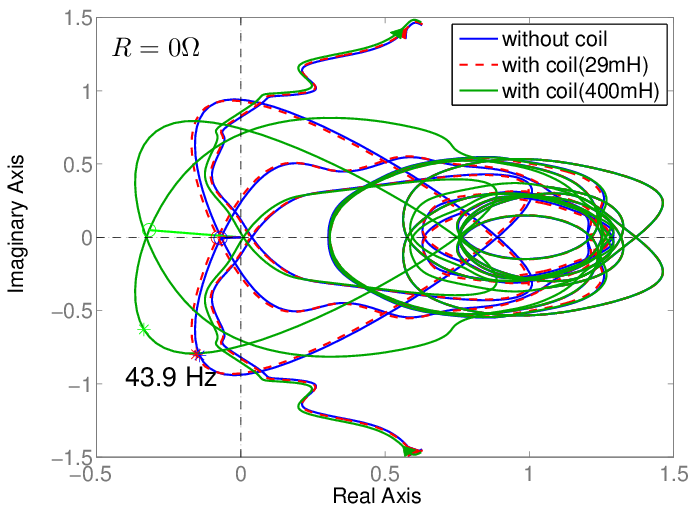 1.5
R = 0Ω
without coil
with coil(29mH)
with coil(400mH)
1
0.5
0
−0.5
−1
−1.5
Imaginary Axis
43.9 Hz
−0.5
0
0.5
1
1.5
Real Axis